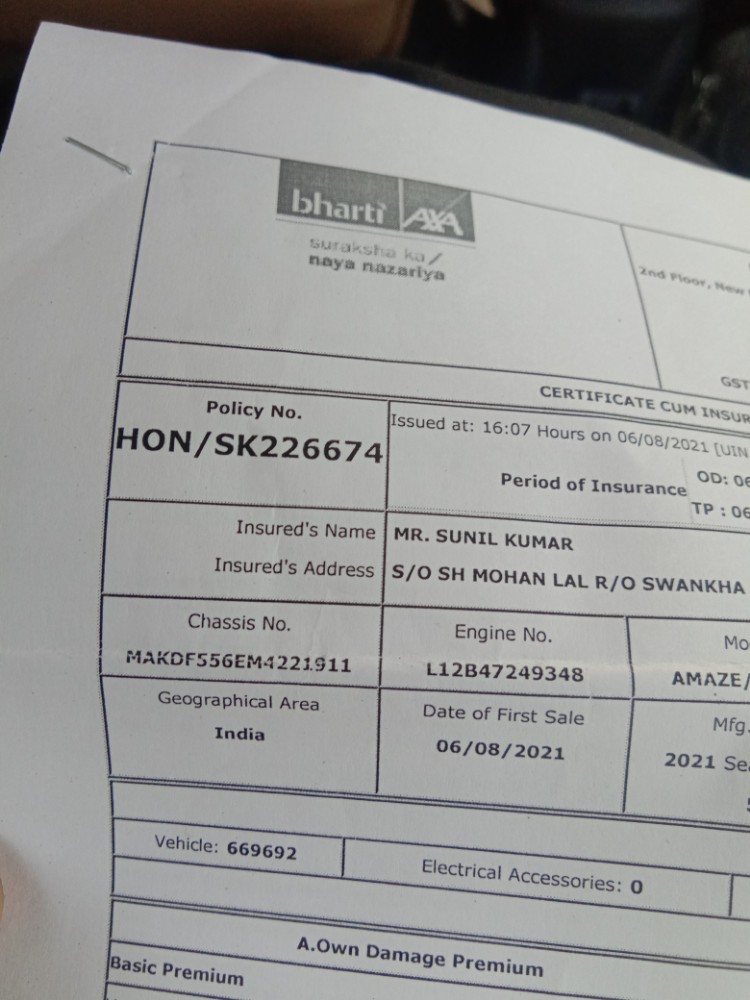 bharti AXA
suraksha ka
naya nazariya
2nd Floor, New
GST
CERTIFICATE CUM INSUR
Policy No.
HON/SK226674
Issued at: 16:07 Hours on 06/08/2021 [UIN
Period of Insurance
OD: 06
TP : 06
Insured's Name
MR. SUNIL KUMAR
Insured's Address
S/O SH MOHAN LAL R/O SWANKHA
Chassis No.
MAKDF556EM4221911
Engine No.
L12B47249348
Mo
AMAZE/
Geographical Area
India
Date of First Sale
06/08/2021
Mfg.
2021 Sea
Vehicle: 669692
Electrical Accessories: 0
A.Own Damage Premium
Basic Premium